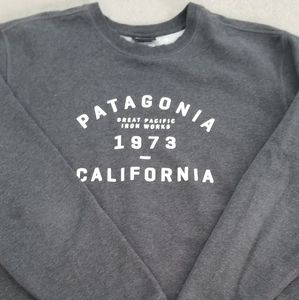 PATAGONIA
GREAT PACIFIC
IRON WORKS
1973
–
CALIFORNIA